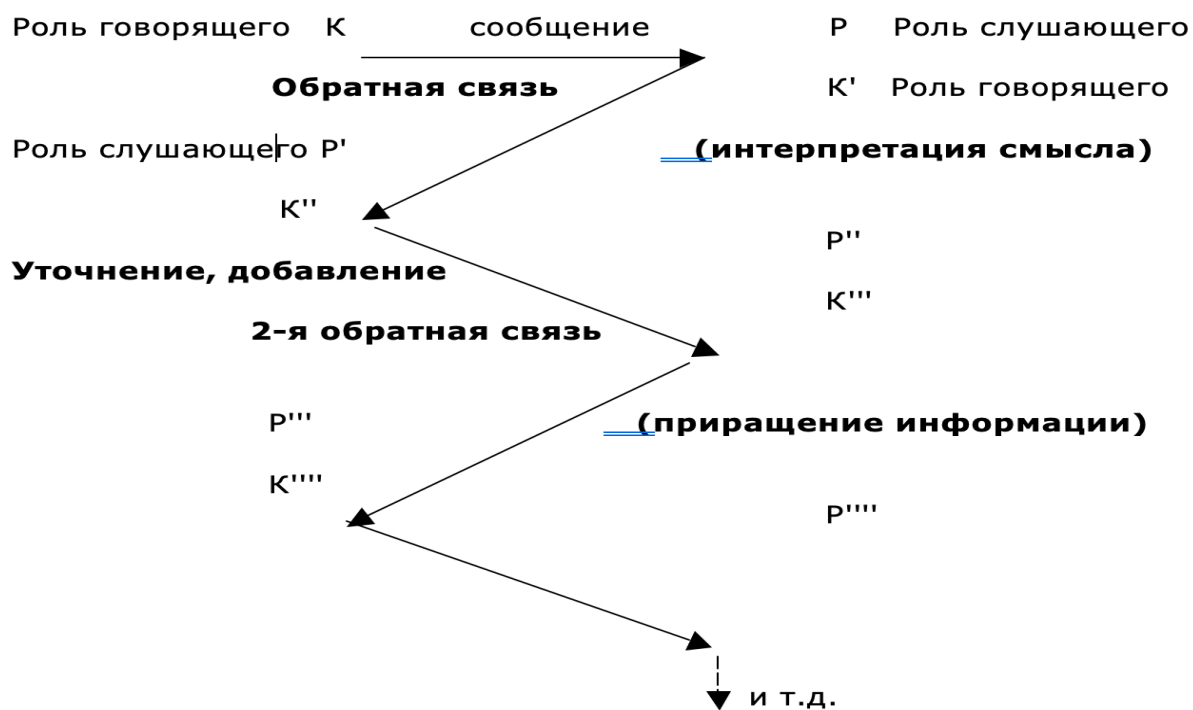 Роль говорящего К сообщение Р Роль слушающего
Обратная связь К' Роль говорящего
Роль слушающего Р' (интерпретация смысла)
К''
Р''
Уточнение, добавление
К'''
2-я обратная связь
Р''' (приращение информации)
К''''
Р''''
и т.д.